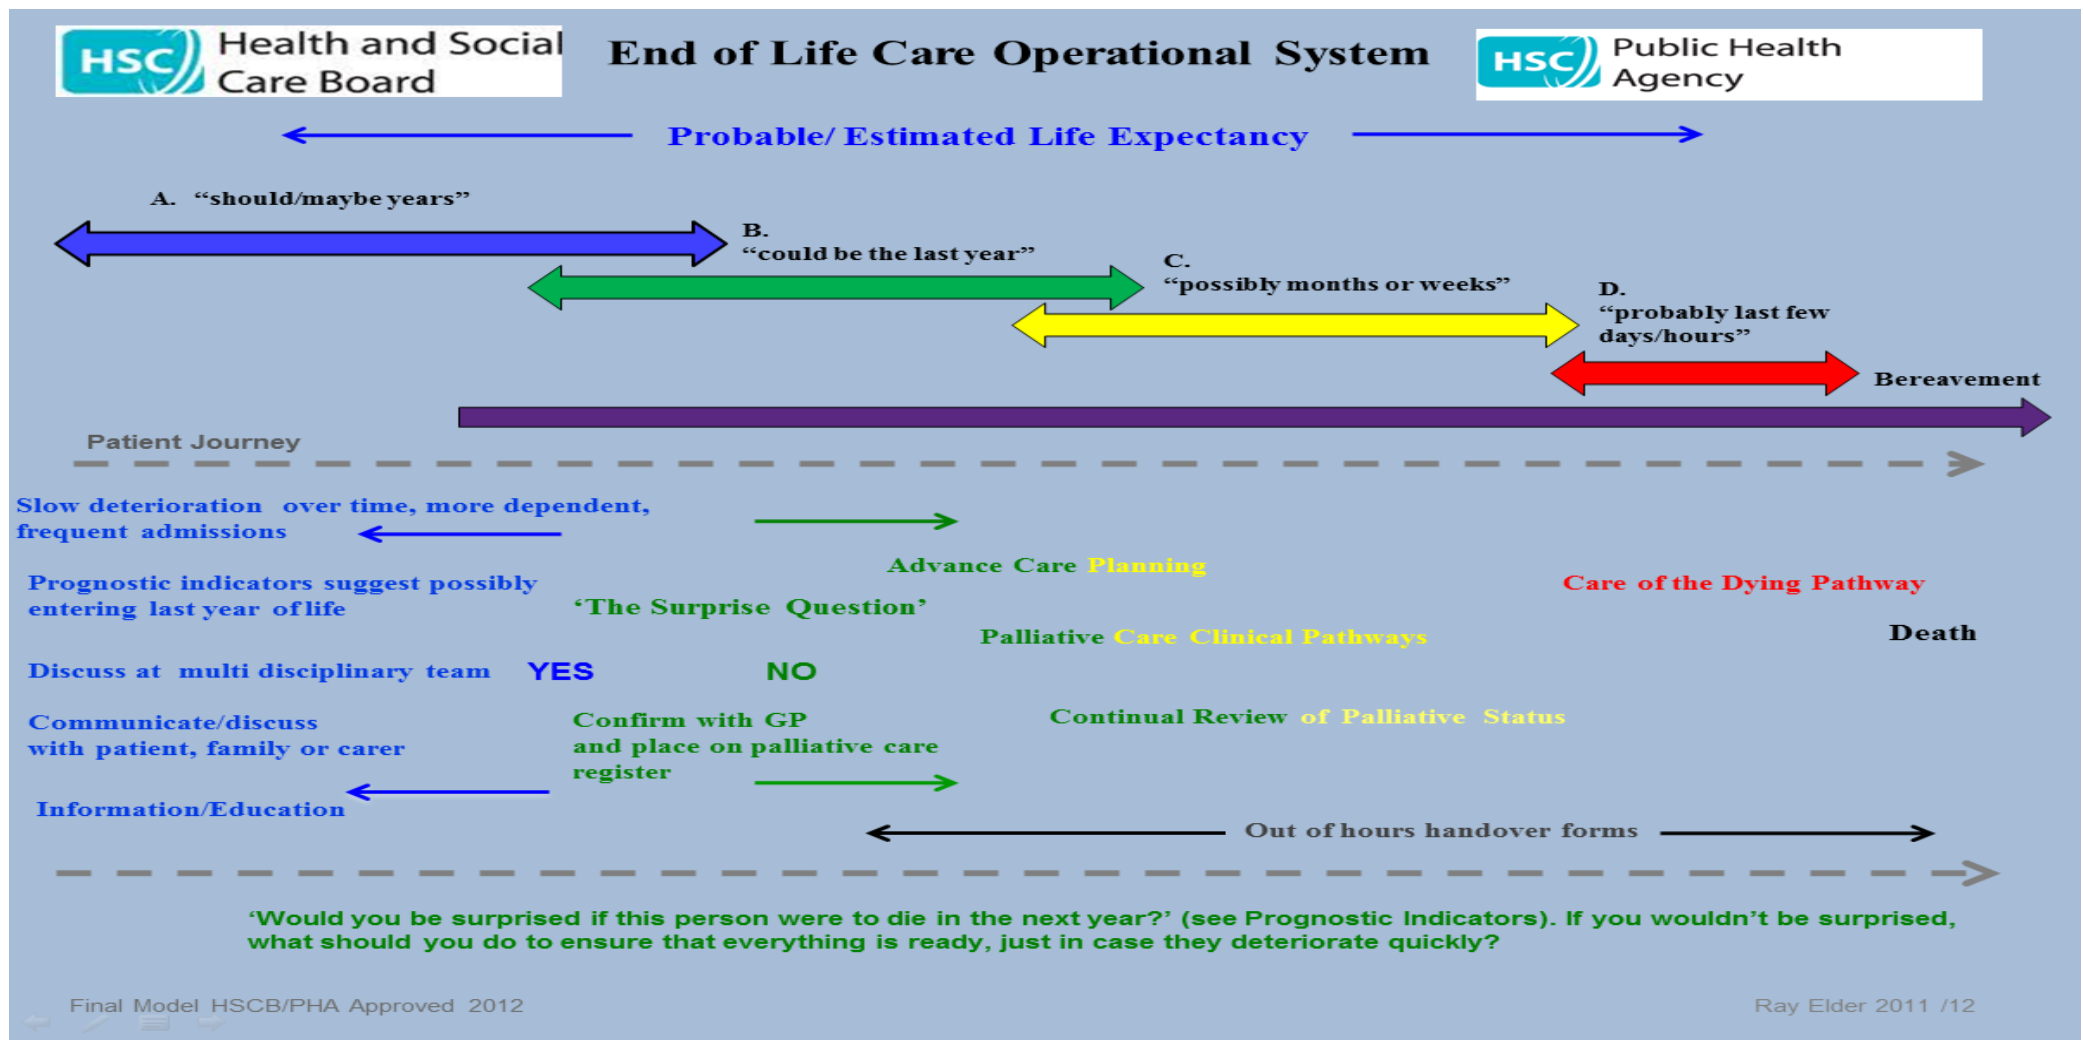 HSC Health and Social
Care Board
End of Life Care Operational System
HSC Public Health
Agency
Probable/ Estimated Life Expectancy
A. “should/maybe years”
B.
“could be the last year”
C.
“possibly months or weeks”
D.
“probably last few
days/hours”
Bereavement
Patient Journey
Slow deterioration over time, more dependent,
frequent admissions
Advance Care Planning
Prognostic indicators suggest possibly
entering last year of life
Care of the Dying Pathway
‘The Surprise Question’
Palliative Care Clinical Pathways
Death
Discuss at multi disciplinary team
YES
NO
Communicate/discuss
with patient, family or carer
Confirm with GP
and place on palliative care
register
Continual Review of Palliative Status
Information/Education
Out of hours handover forms
‘Would you be surprised if this person were to die in the next year?’ (see Prognostic Indicators). If you wouldn’t be surprised,
what should you do to ensure that everything is ready, just in case they deteriorate quickly?
Final Model HSCB/PHA Approved 2012
Ray Elder 2011 /12